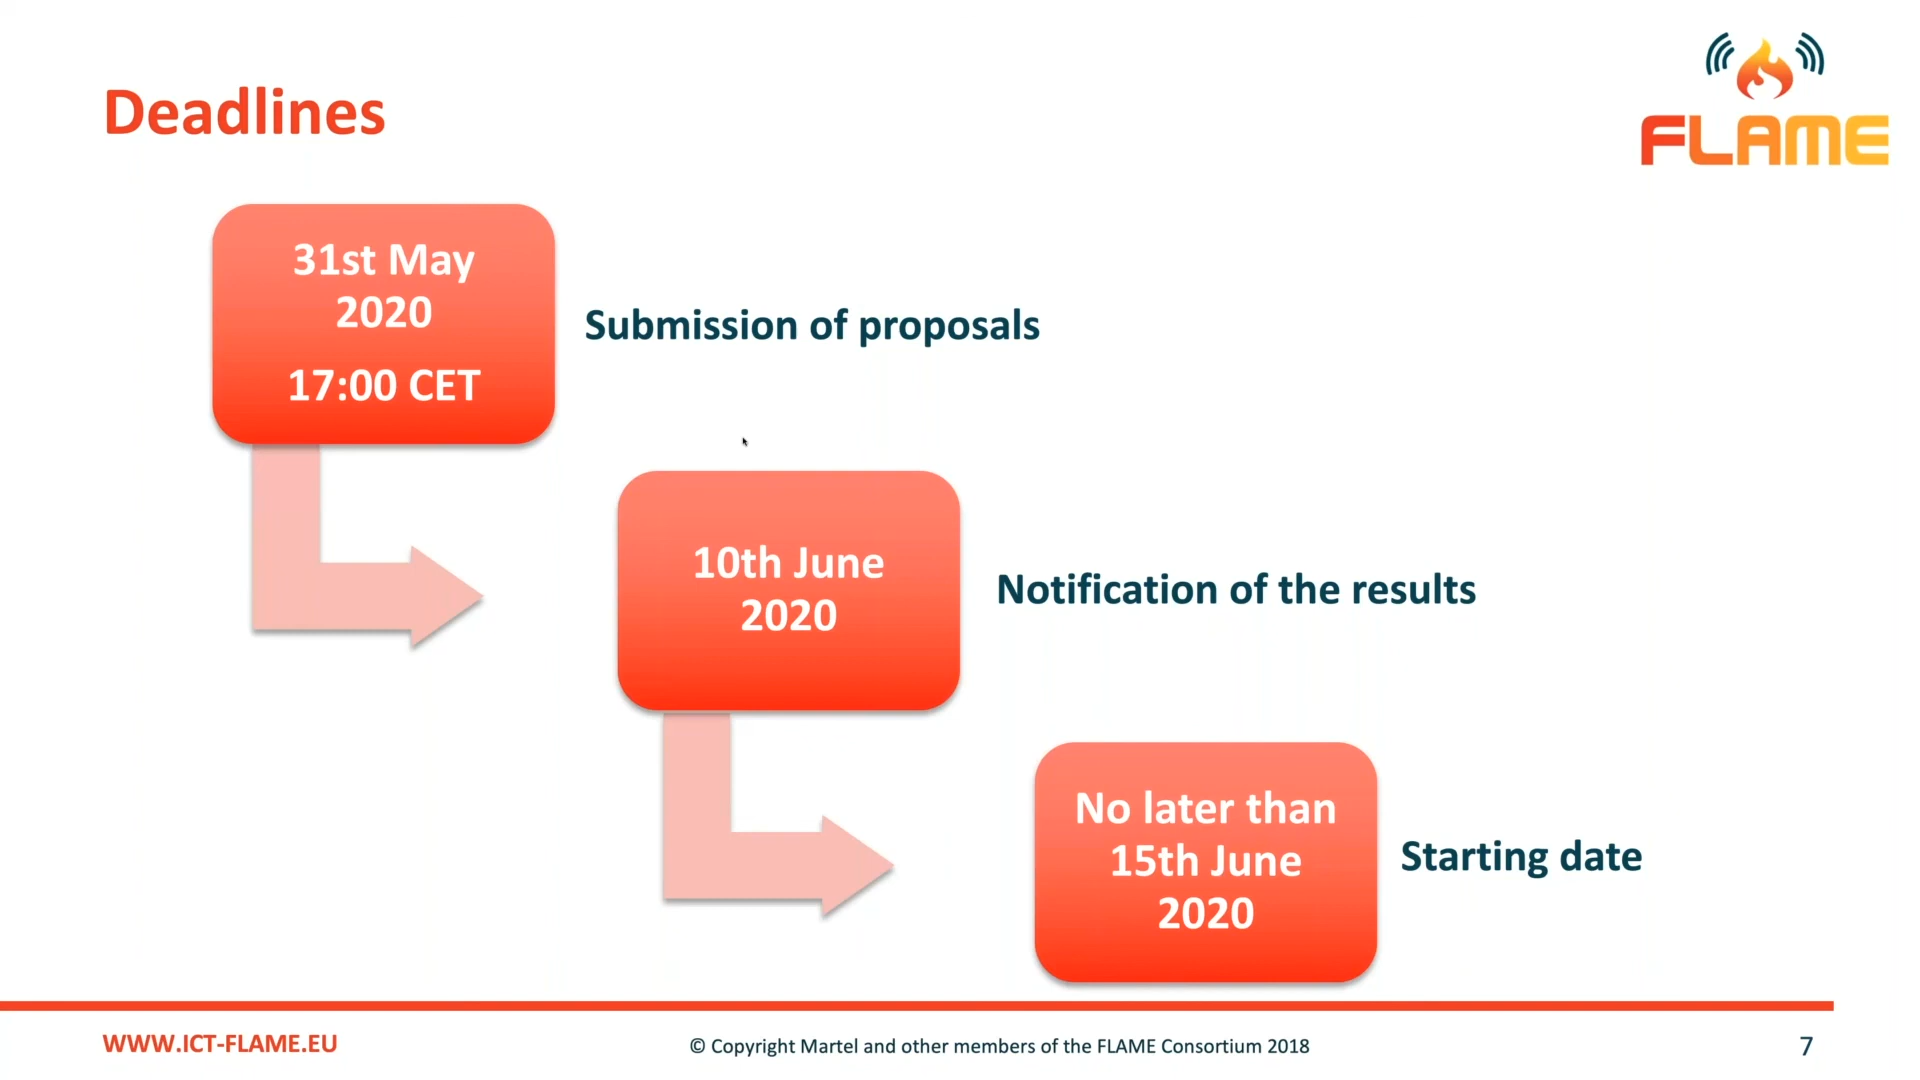 Deadlines
FLAME
31st May
2020
17:00 CET
Submission of proposals
10th June
2020
Notification of the results
No later than
15th June
2020
Starting date
WWW.ICT-FLAME.EU
© Copyright Martel and other members of the FLAME Consortium 2018
7